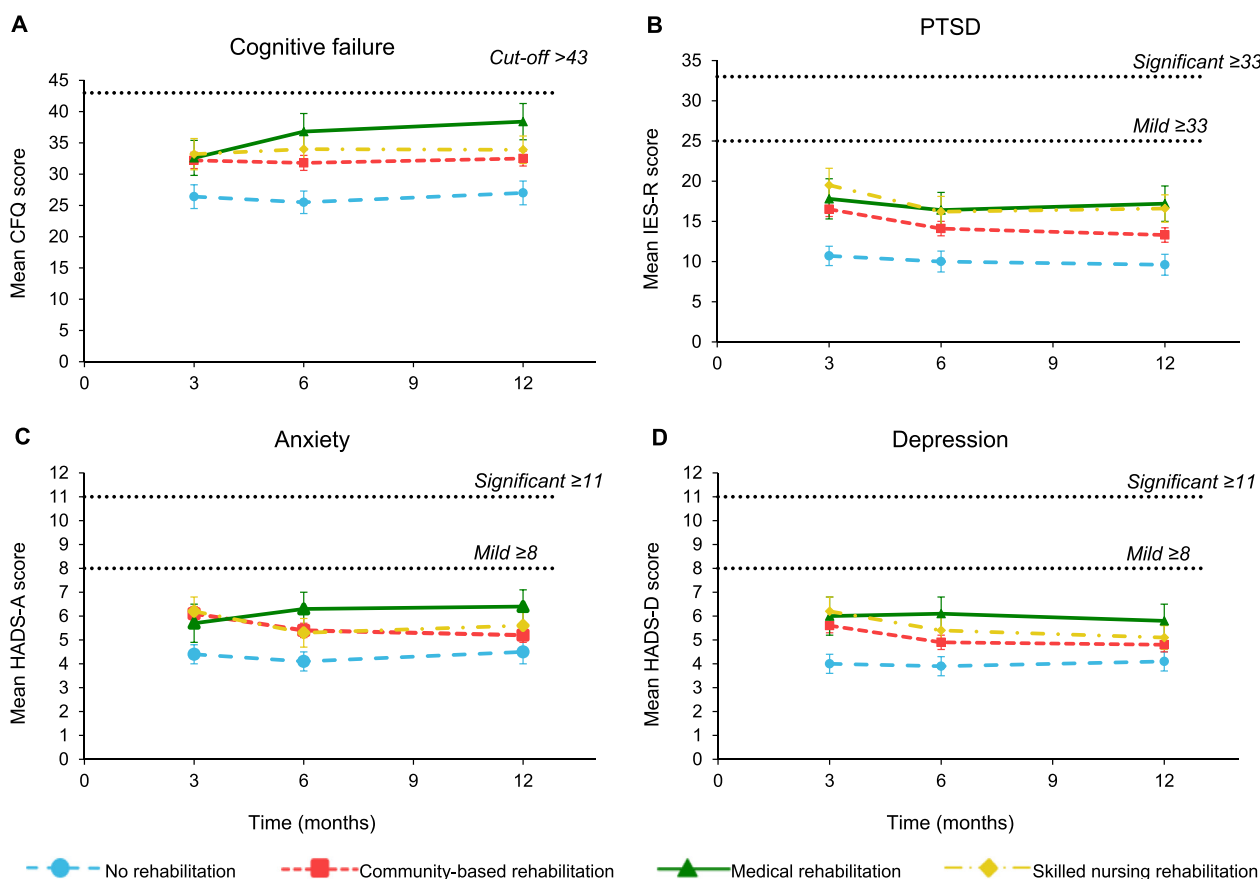 A
Cognitive failure
Cut-off >43
45
40
35
30
25
20
15
10
5
0
Mean CFQ score
0 3 6 9 12
B
PTSD
Significant ≥33
Mild ≥33
35
30
25
20
15
10
5
0
Mean IES-R score
0 3 6 9 12
C
Anxiety
Significant ≥11
Mild ≥8
12
11
10
9
8
7
6
5
4
3
2
1
0
Mean HADS-A score
0 3 6 9 12
Time (months)
D
Depression
Significant ≥11
Mild ≥8
12
11
10
9
8
7
6
5
4
3
2
1
0
Mean HADS-D score
0 3 6 9 12
Time (months)
No rehabilitation Community-based rehabilitation Medical rehabilitation Skilled nursing rehabilitation